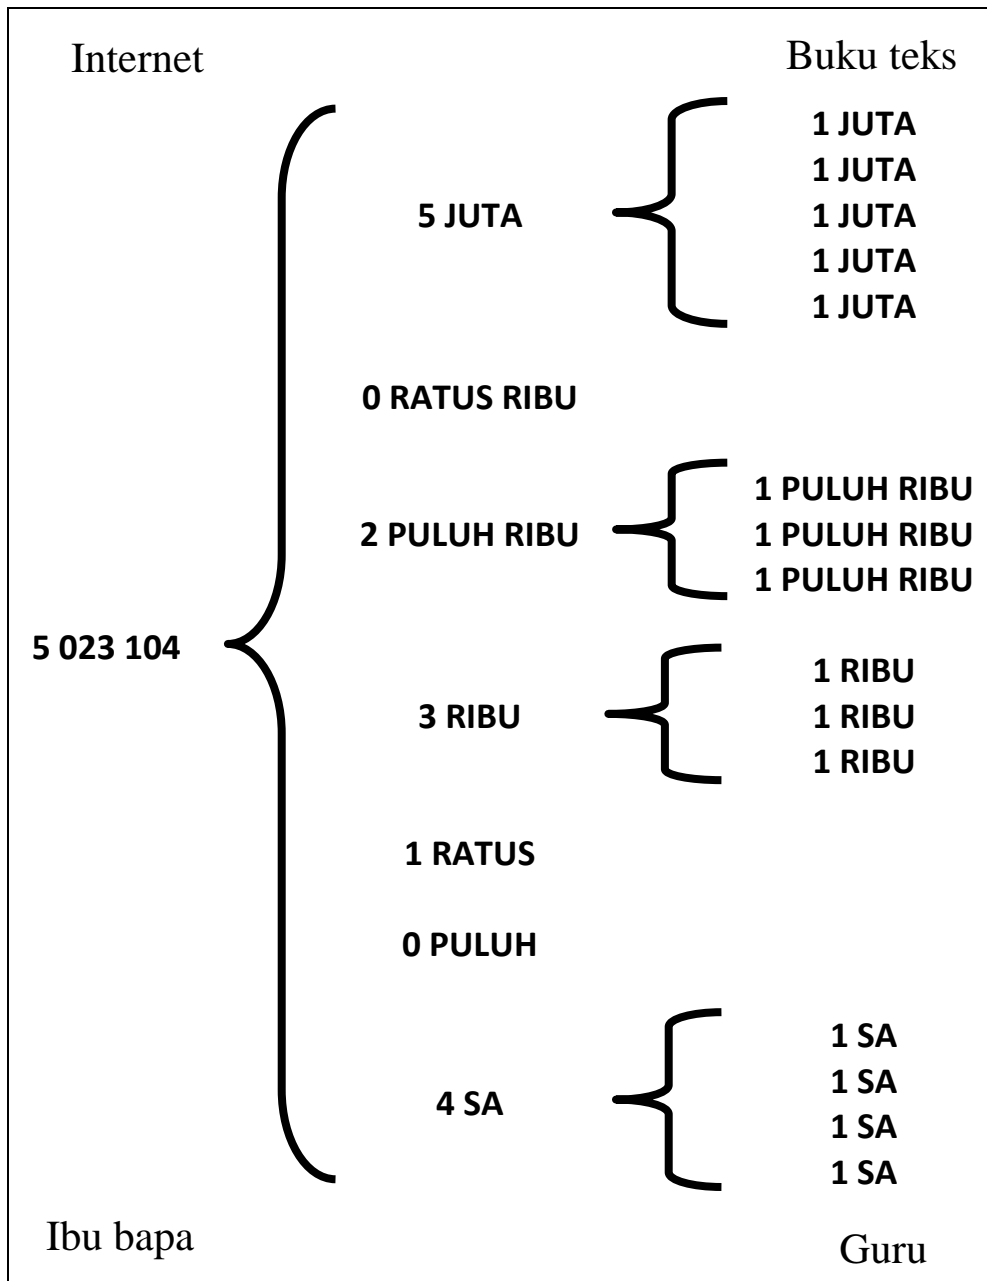 Internet
Buku teks
5 023 104
5 JUTA
1 JUTA
1 JUTA
1 JUTA
1 JUTA
1 JUTA
0 RATUS RIBU
2 PULUH RIBU
1 PULUH RIBU
1 PULUH RIBU
1 PULUH RIBU
3 RIBU
1 RIBU
1 RIBU
1 RIBU
1 RATUS
0 PULUH
4 SA
1 SA
1 SA
1 SA
1 SA
Ibu bapa
Guru